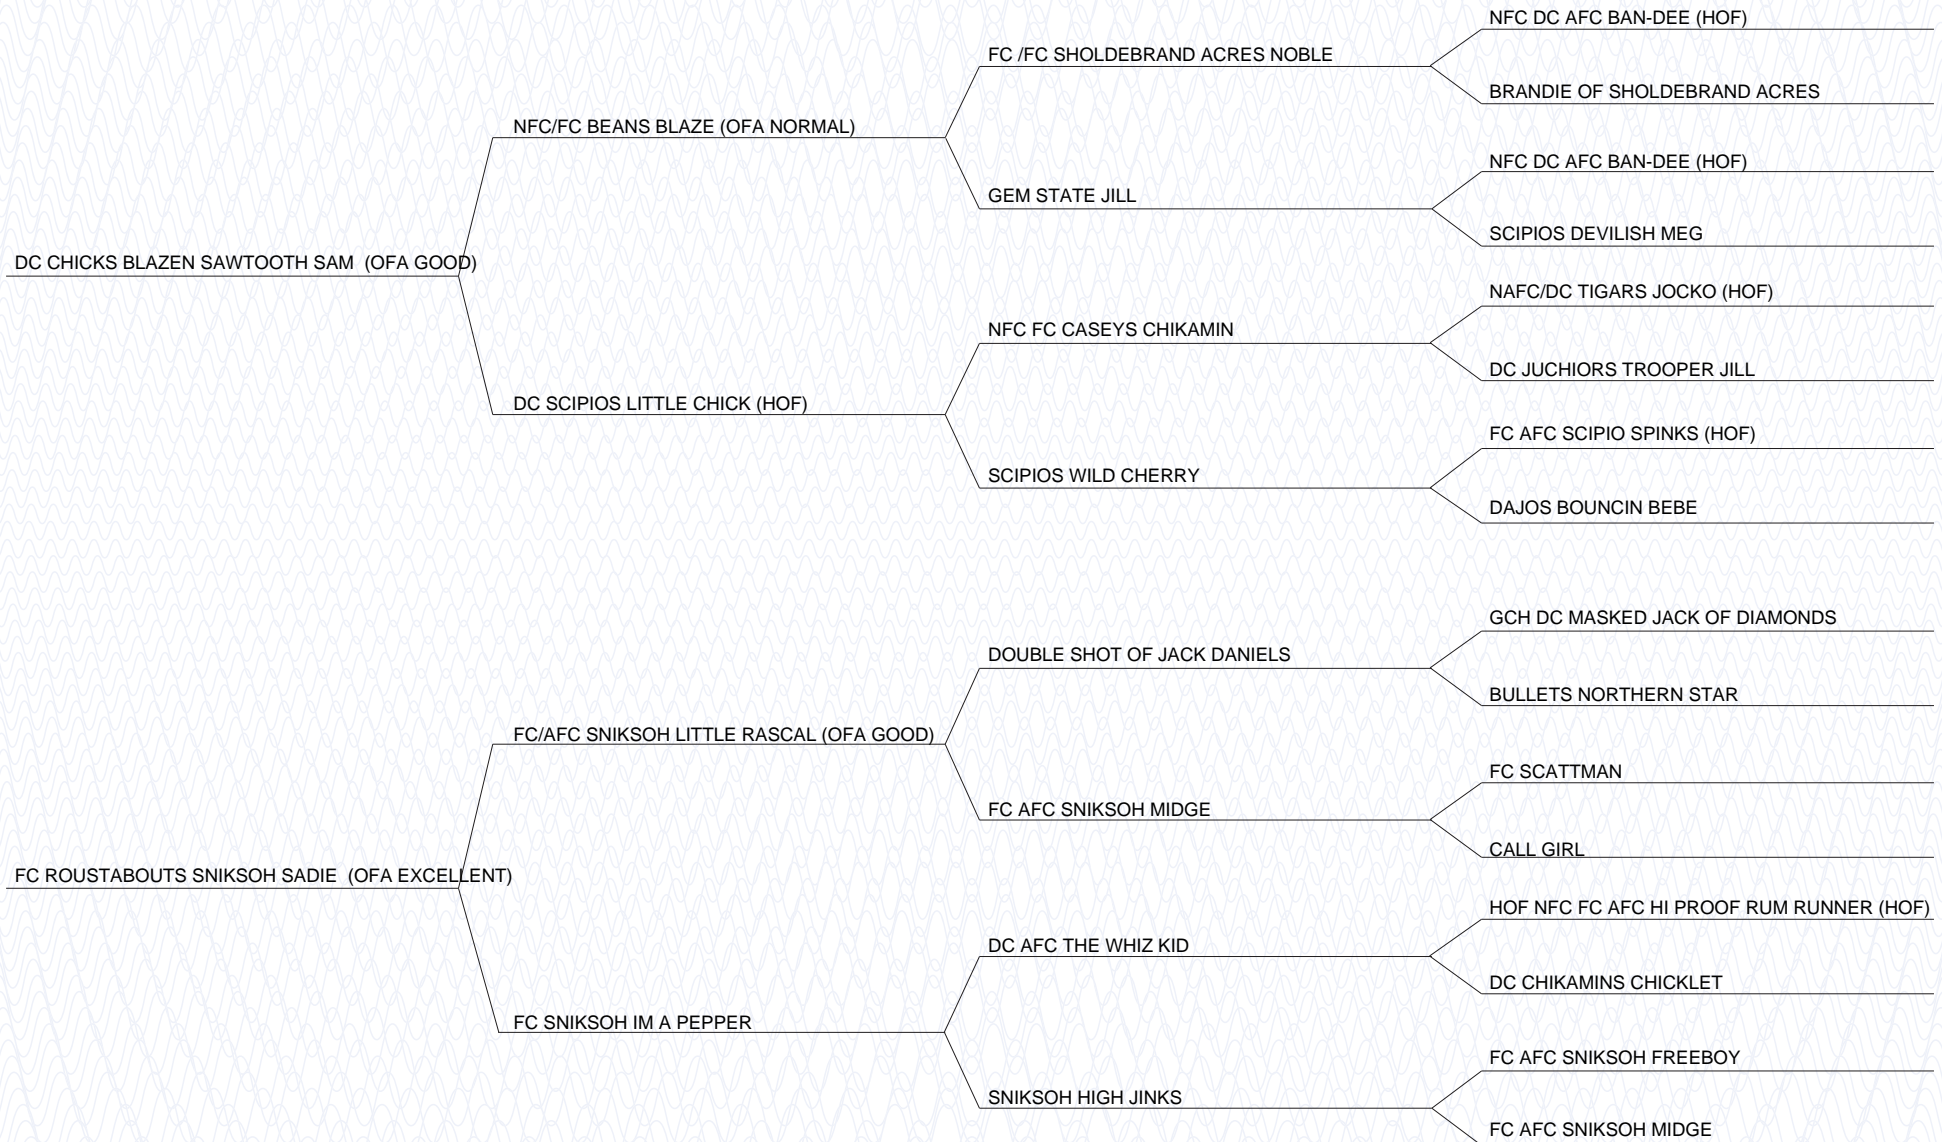 NFC DC AFC BAN-DEE (HOF)
FC /FC SHOLDEBRAND ACRES NOBLE
BRANDIE OF SHOLDEBRAND ACRES
NFC/FC BEANS BLAZE (OFA NORMAL)
NFC DC AFC BAN-DEE (HOF)
GEM STATE JILL
SCIPIOS DEVILISH MEG
DC CHICKS BLAZEN SAWTOOTH SAM  (OFA GOOD)
NAFC/DC TIGARS JOCKO (HOF)
NFC FC CASEYS CHIKAMIN
DC JUCHIORS TROOPER JILL
DC SCIPIOS LITTLE CHICK (HOF)
FC AFC SCIPIO SPINKS (HOF)
SCIPIOS WILD CHERRY
DAJOS BOUNCIN BEBE
GCH DC MASKED JACK OF DIAMONDS
DOUBLE SHOT OF JACK DANIELS
BULLETS NORTHERN STAR
FC/AFC SNIKSOH LITTLE RASCAL (OFA GOOD)
FC SCATTMAN
FC AFC SNIKSOH MIDGE
CALL GIRL
FC ROUSTABOUTS SNIKSOH SADIE  (OFA EXCELLENT)
HOF NFC FC AFC HI PROOF RUM RUNNER (HOF)
DC AFC THE WHIZ KID
DC CHIKAMINS CHICKLET
FC SNIKSOH IM A PEPPER
FC AFC SNIKSOH FREEBOY
SNIKSOH HIGH JINKS
FC AFC SNIKSOH MIDGE